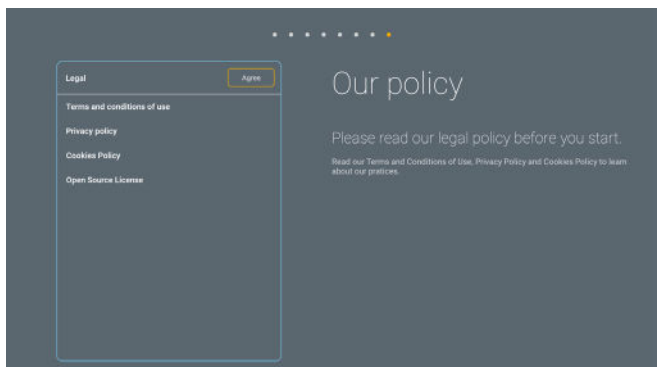 Legal
Agree
Terms and conditions of use
Privacy policy
Cookies Policy
Open Source License
Our policy
Please read our legal policy before you start.
Read our Terms and Conditions of Use, Privacy Policy and Cookies Policy to learn
about our pratices.